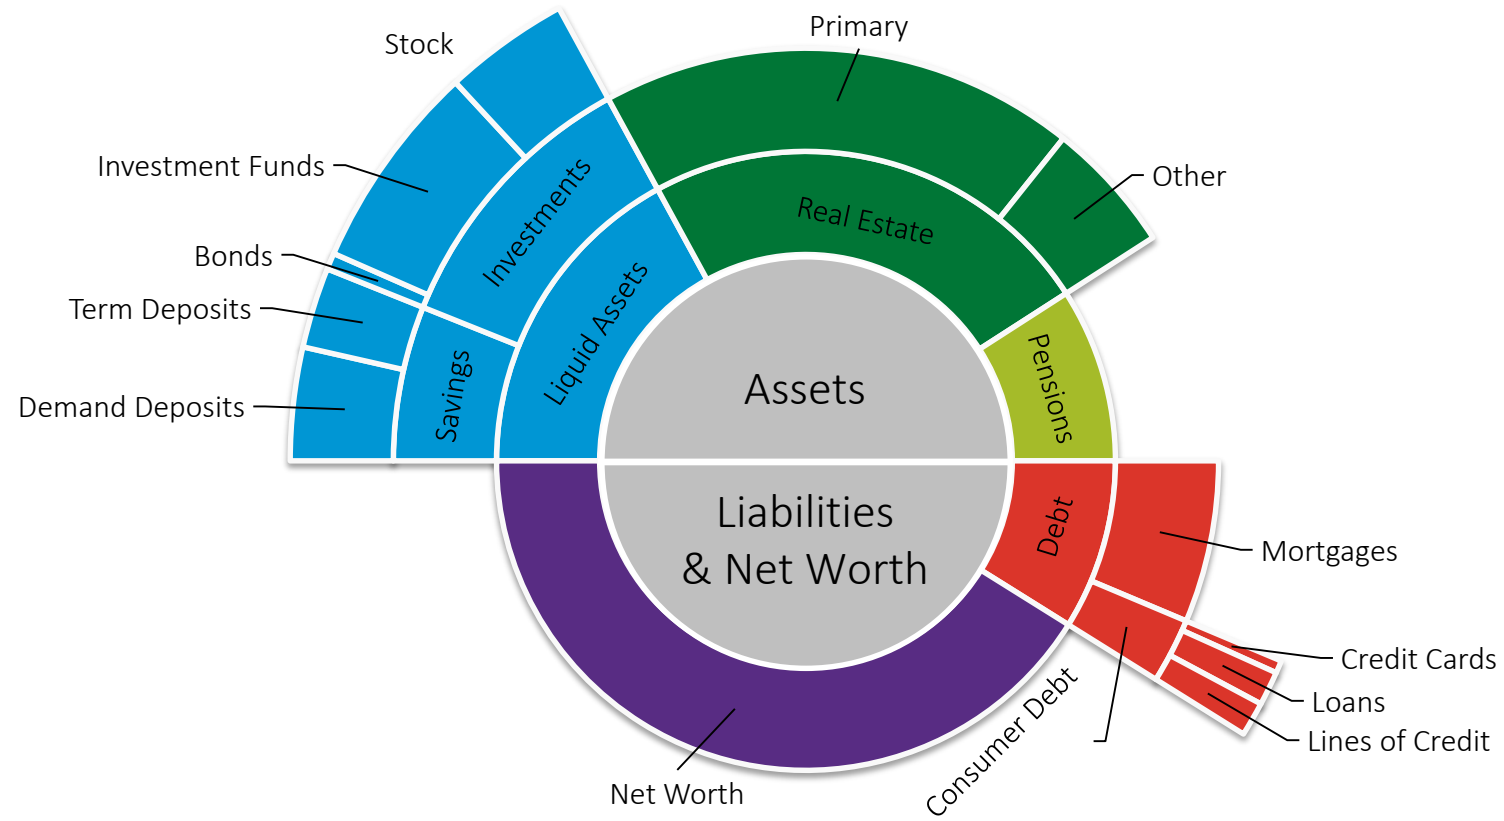 Primary
Stock
Investment Funds
Other
Investments
Real Estate
Bonds
Liquid Assets
Term Deposits
Pensions
Savings
Assets
Demand Deposits
Liabilities
& Net Worth
Debt
Mortgages
Credit Cards
Loans
Consumer Debt
Lines of Credit
Net Worth